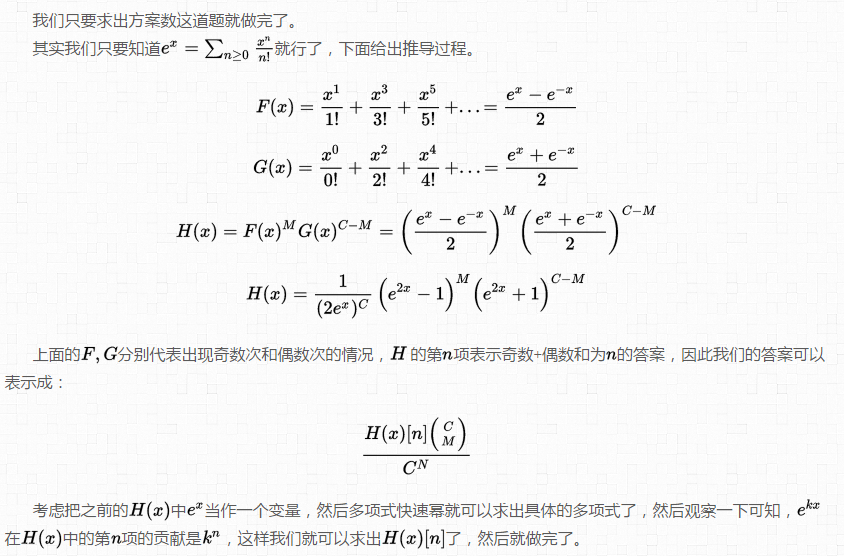 我们只要求出方案数这道题就做完了。
其实我们只要知道$e^x = \sum_{n \geq 0} \frac{x^n}{n!}$就行了，下面给出推导过程。
$F(x) = \frac{x^1}{1!} + \frac{x^3}{3!} + \frac{x^5}{5!} + \ldots = \frac{e^x - e^{-x}}{2}$
$G(x) = \frac{x^0}{0!} + \frac{x^2}{2!} + \frac{x^4}{4!} + \ldots = \frac{e^x + e^{-x}}{2}$
$H(x) = F(x)^M G(x)^{C-M} = \left(\frac{e^x - e^{-x}}{2}\right)^M \left(\frac{e^x + e^{-x}}{2}\right)^{C-M}$
$H(x) = \frac{1}{(2e^x)^C} \left(e^{2x} - 1\right)^M \left(e^{2x} + 1\right)^{C-M}$
上面的$F, G$分别代表出现奇数次和偶数次的情况，$H$ 的第$n$项表示奇数+偶数和为$n$的答案，因此我们的答案可以
表示成：
$\frac{H(x)[n]\binom{C}{M}}{C^N}$
考虑把之前的$H(x)$中$e^x$当作一个变量，然后多项式快速幂就可以求出具体的多项式了，然后观察一下可知，$e^{kx}$
在$H(x)$中的第$n$项的贡献是$k^n$，这样我们就可以求出$H(x)[n]$了，然后就做完了。